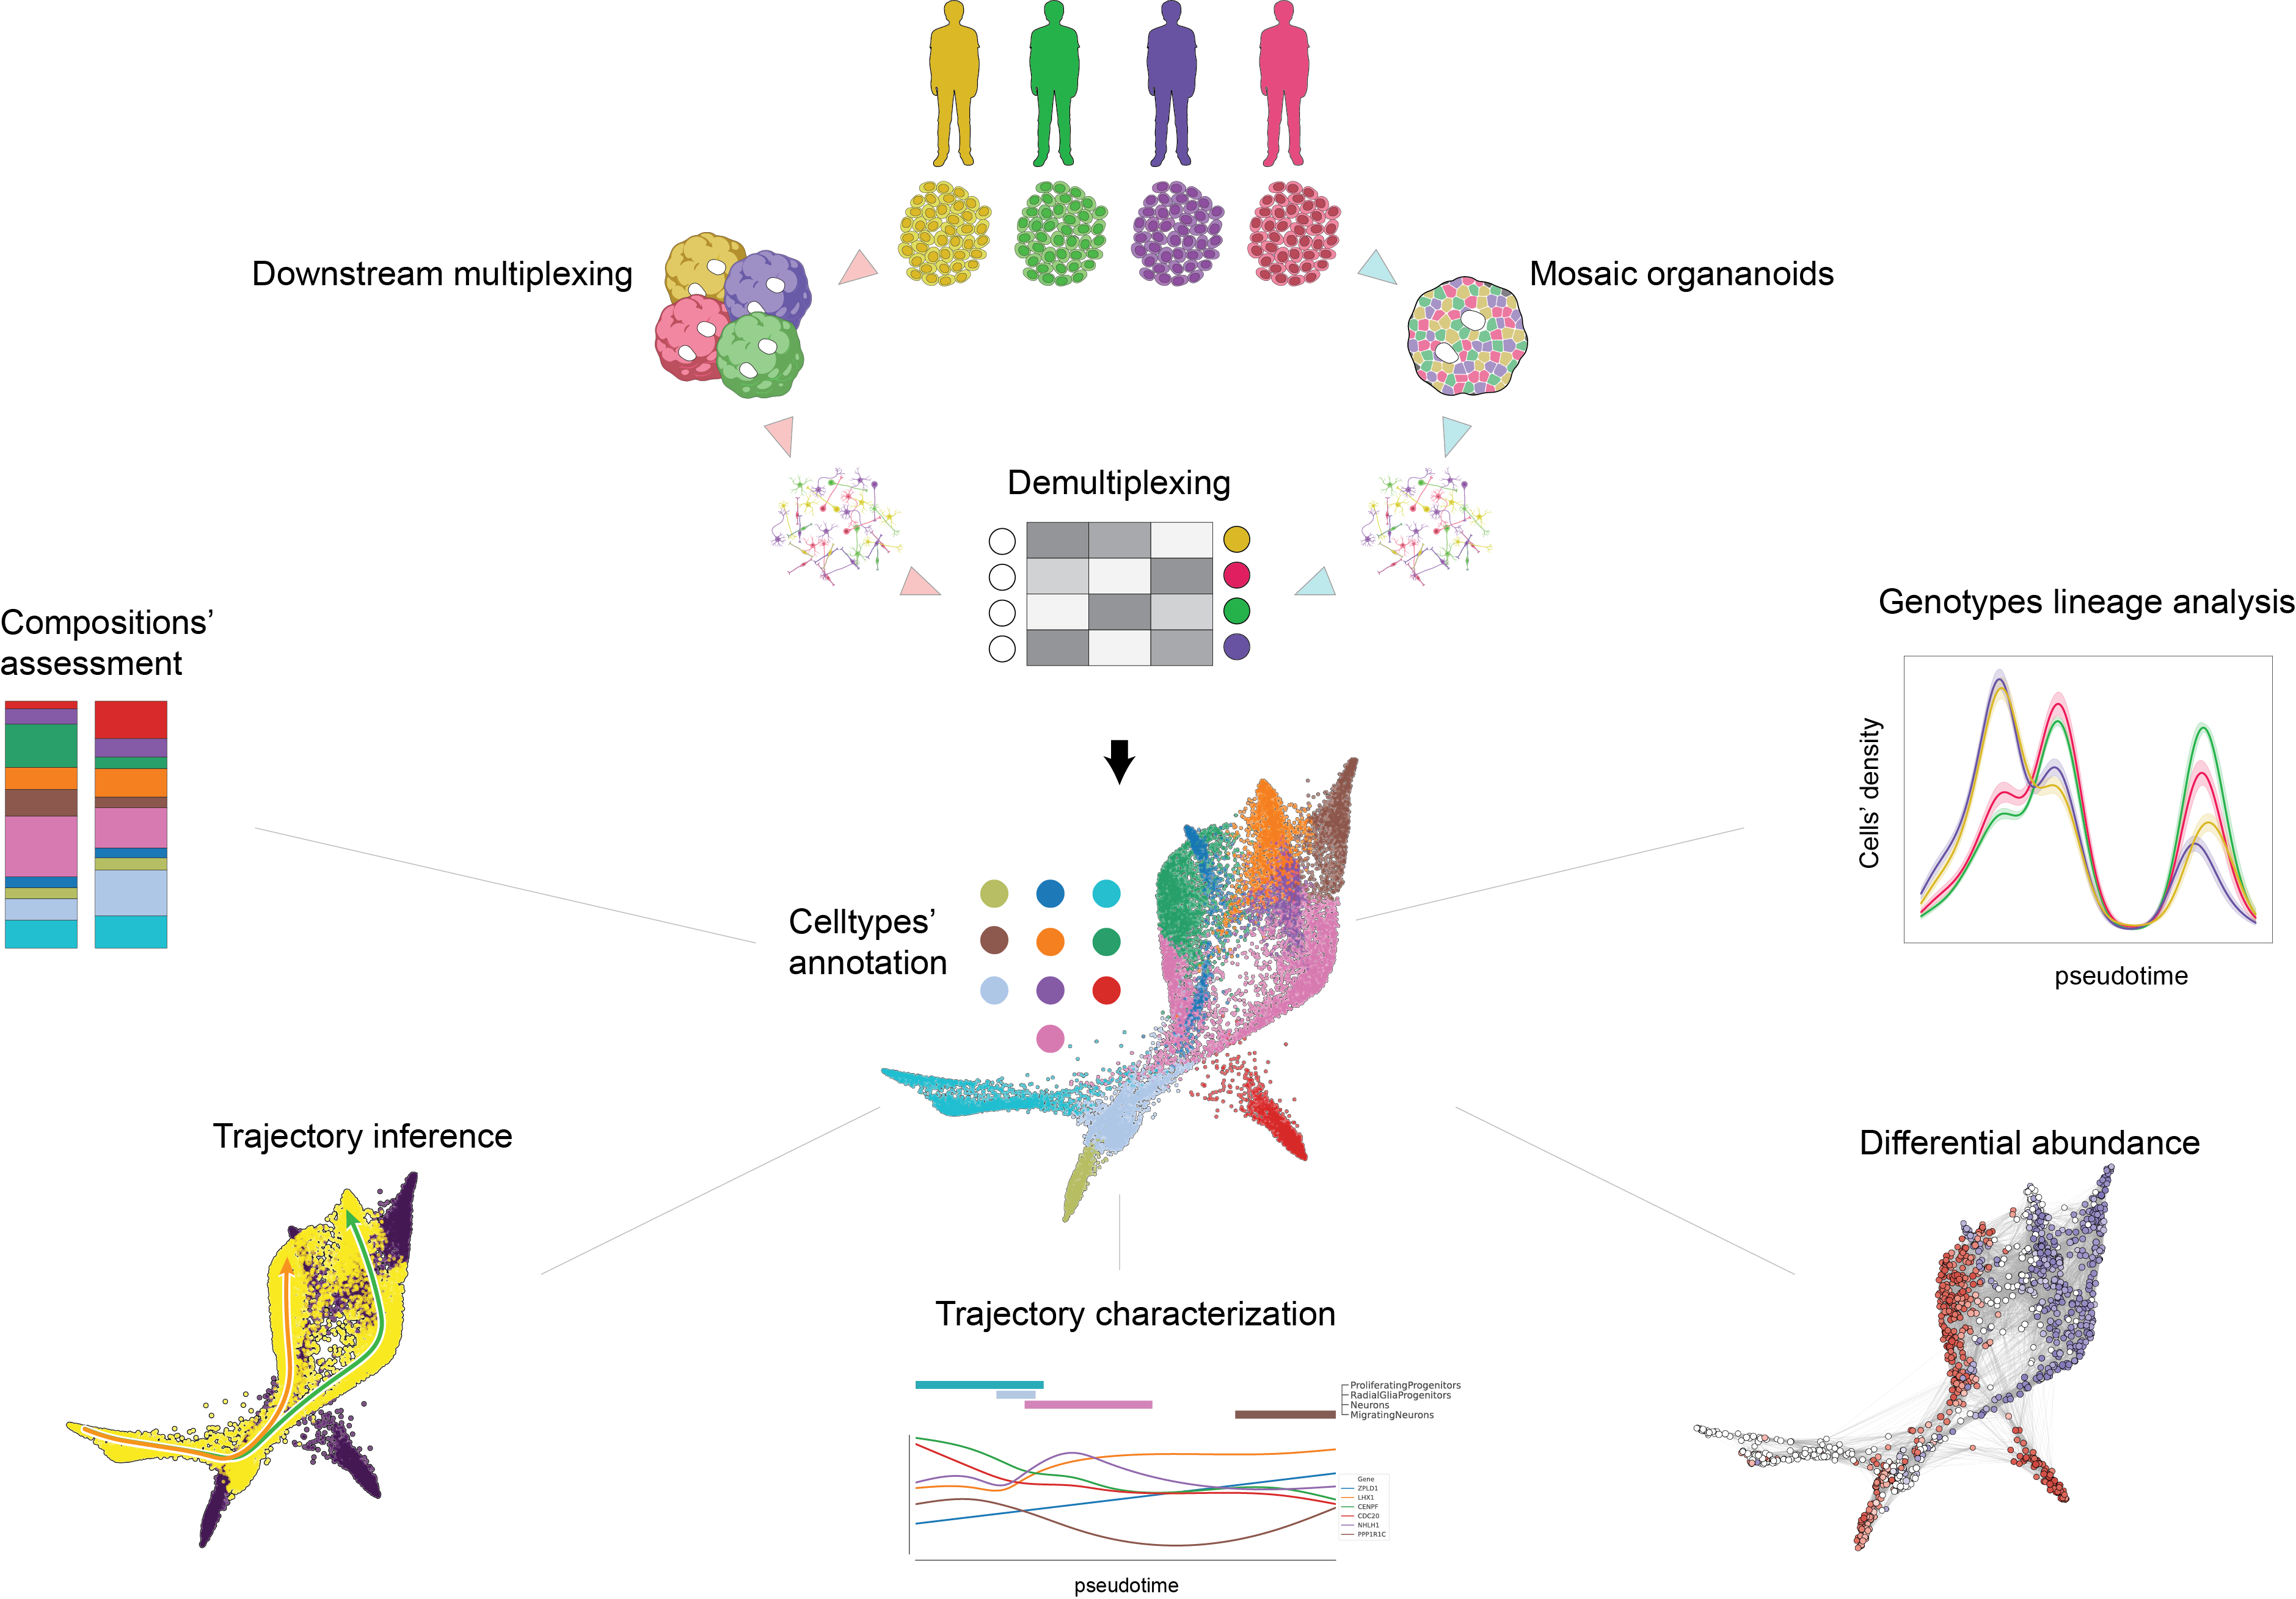 Downstream multiplexing
Mosaic organanoids
Demultiplexing
Compositions’
assessment
Genotypes lineage analysis
Cells’ density
pseudotime
Celltypes’
annotation
Trajectory inference
Differential abundance
Trajectory characterization
ProliferatingProgenitors
RadialGliaProgenitors
Neurons
MigratingNeurons
Gene
ZPLD1
LHX1
CENPF
CDC20
NHLH1
PPP1R1C
pseudotime